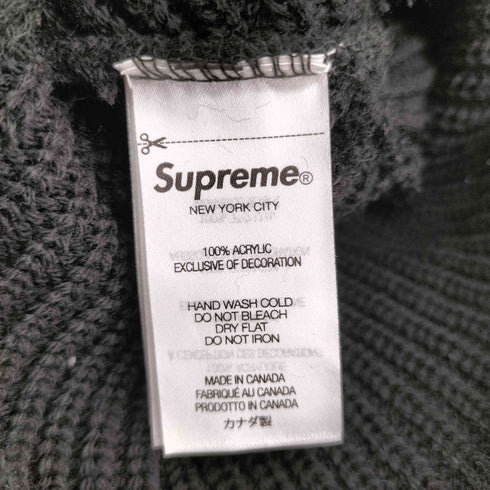 Supreme®
NEW YORK CITY
100% ACRYLIC
EXCLUSIVE OF DECORATION
HAND WASH COLD
DO NOT BLEACH
DRY FLAT
DO NOT IRON
MADE IN CANADA
FABRIQUÉ AU CANADA
PRODOTTO IN CANADA
カナダ製